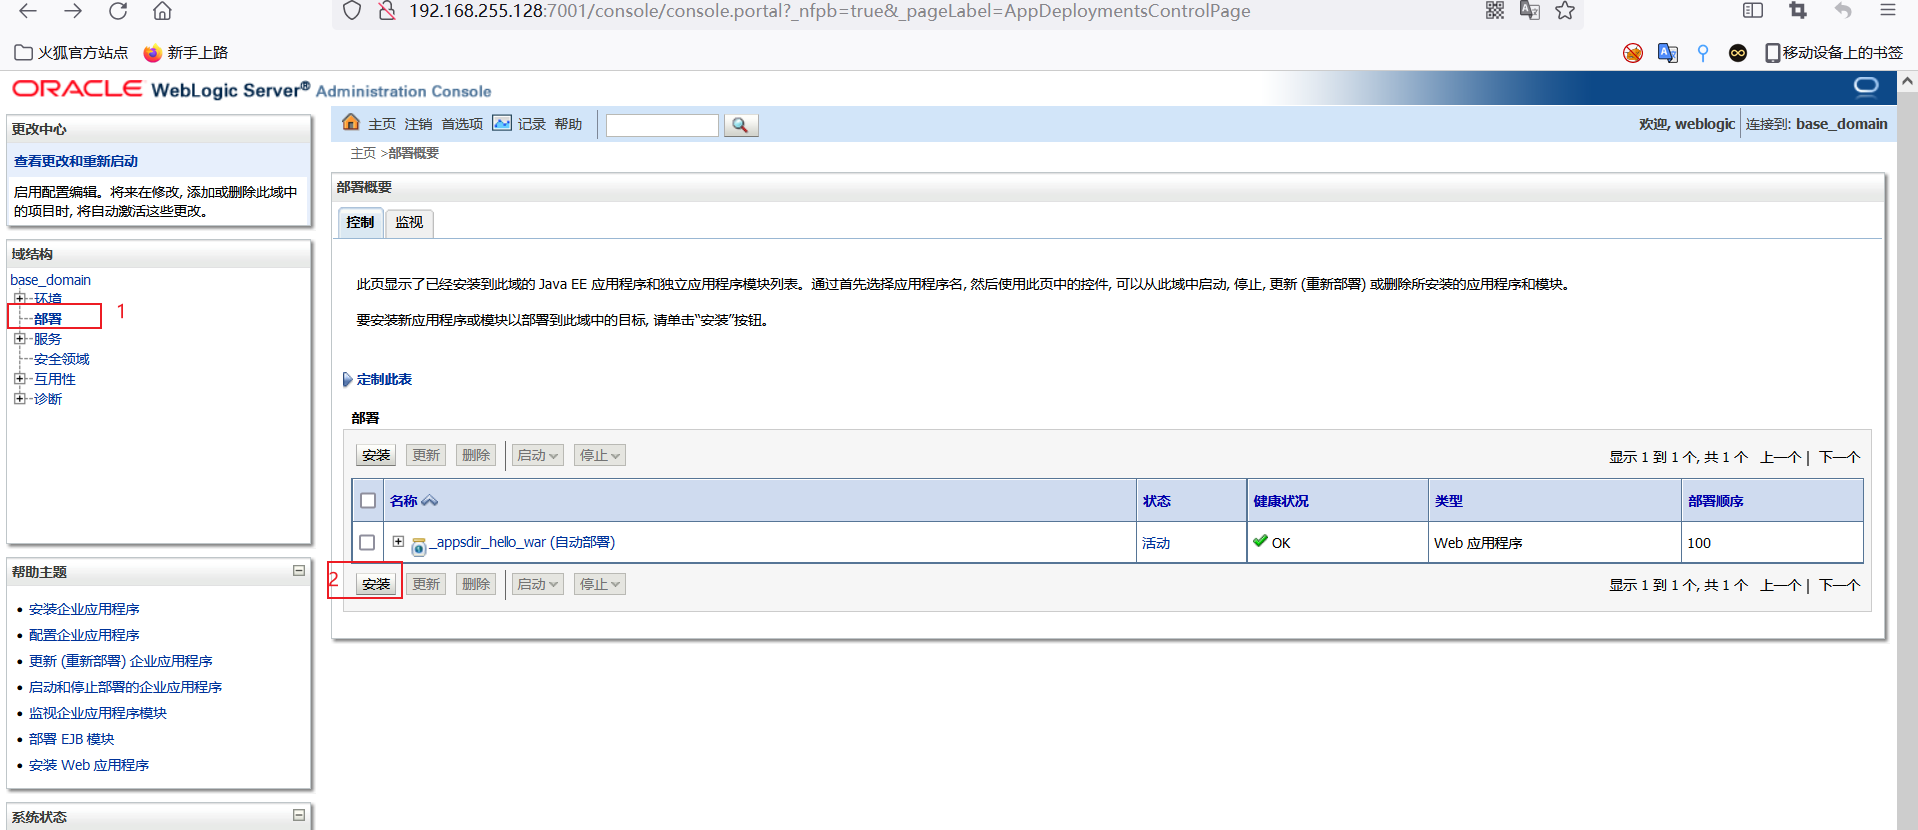 192.168.255.128:7001/console/console.portal?_nfpb=true&_pageLabel=AppDeploymentsControlPage
火狐官方站点 新手上路 移动设备上的书签
ORACLE WebLogic Server® Administration Console
更改中心
查看更改和重新启动
启用配置编辑。将来在修改, 添加或删除此域中
的项目时, 将自动激活这些更改。
域结构
base_domain
环境
部署 1
服务
安全领域
互用性
诊断
帮助主题
安装企业应用程序
配置企业应用程序
更新 (重新部署) 企业应用程序
启动和停止部署的企业应用程序
监视企业应用程序模块
部署 EJB 模块
安装 Web 应用程序
系统状态
主页 注销 首选项 记录 帮助
欢迎, weblogic 连接到: base_domain
主页 >部署概要
部署概要
控制 监视
此页显示了已经安装到此域的 Java EE 应用程序和独立应用程序模块列表。通过首先选择应用程序名, 然后使用此页中的控件, 可以从此域中启动, 停止, 更新 (重新部署) 或删除所安装的应用程序和模块。
要安装新应用程序或模块以部署到此域中的目标, 请单击“安装”按钮。
定制此表
部署
安装 更新 删除 启动 停止 显示 1 到 1 个, 共 1 个 上一个 | 下一个
名称 状态 健康状况 类型 部署顺序
_appsdir_hello_war (自动部署) 活动 OK Web 应用程序 100
2 安装 更新 删除 启动 停止 显示 1 到 1 个, 共 1 个 上一个 | 下一个